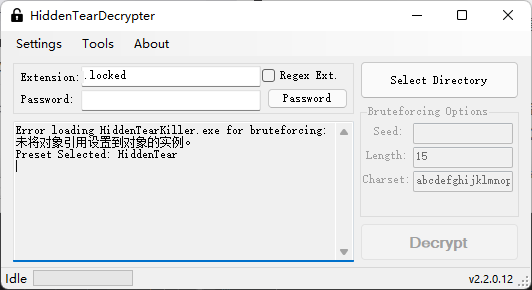 HiddenTearDecrypter
Settings Tools About
Extension: .locked Regex Ext. Select Directory
Password: Password
Bruteforcing Options
Seed:
Length: 15
Charset: abcdefghijklmnop
Error loading HiddenTearKiller.exe for bruteforcing:
未将对象引用设置到对象的实例。
Preset Selected: HiddenTear
Decrypt
Idle v2.2.0.12